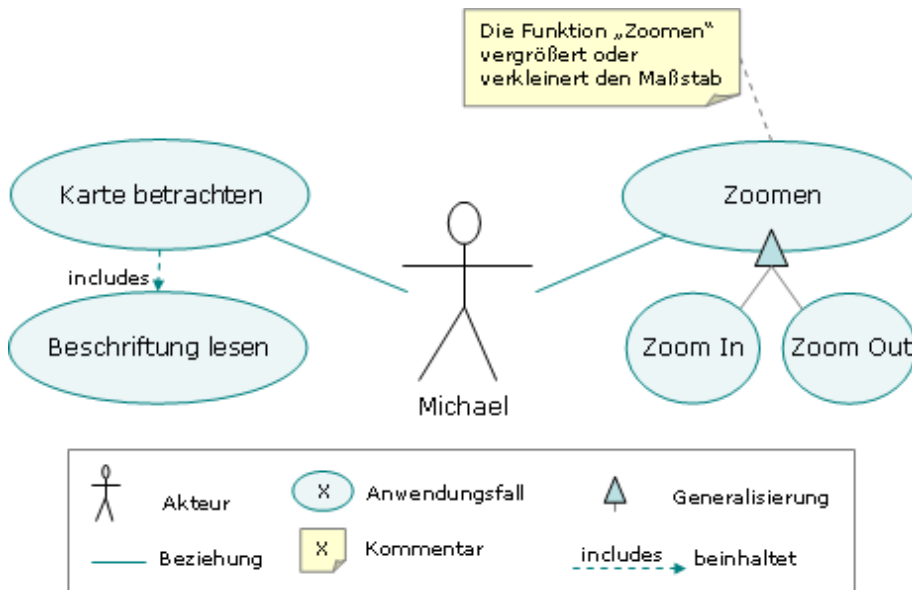 Die Funktion „Zoomen“
vergrößert oder
verkleinert den Maßstab
Karte betrachten
Zoomen
includes
Beschriftung lesen
Zoom In
Zoom Out
Michael
Akteur
X
Anwendungsfall
Generalisierung
Beziehung
X
Kommentar
includes
beinhaltet